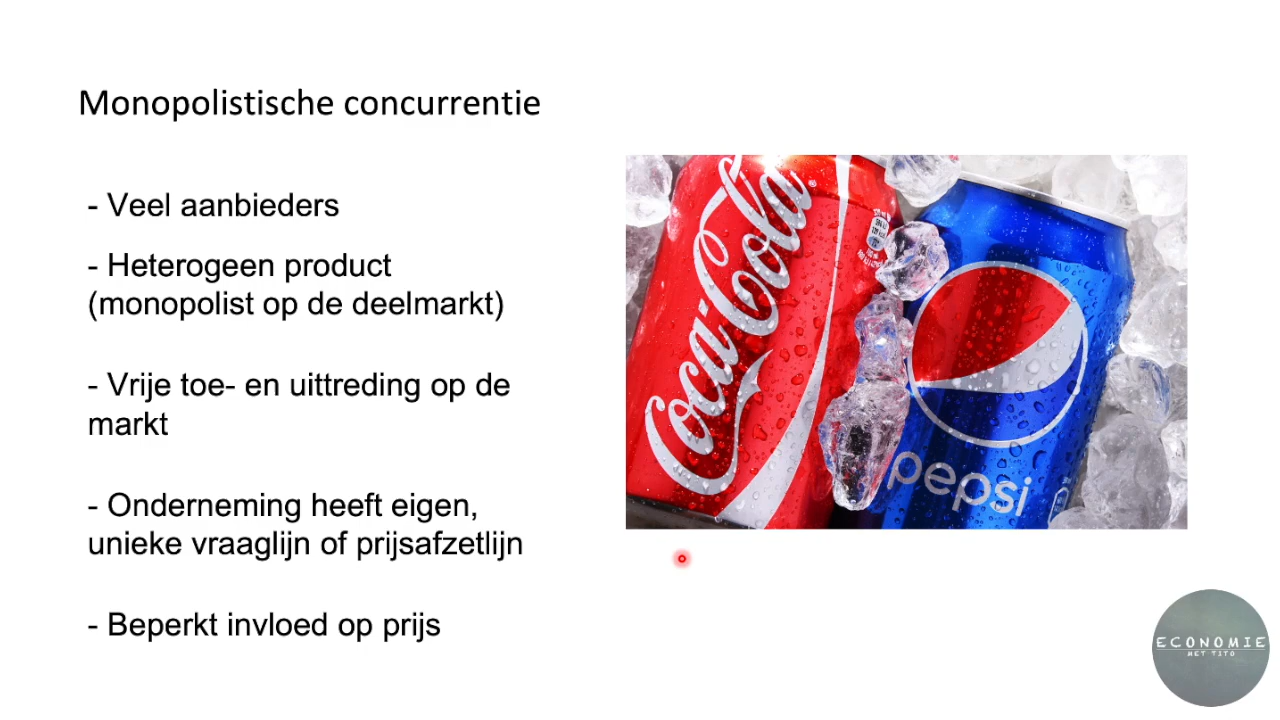 Monopolistische concurrentie
- Veel aanbieders
- Heterogeen product
(monopolist op de deelmarkt)
- Vrije toe- en uittreding op de
markt
- Onderneming heeft eigen,
unieke vraaglijn of prijsafzetlijn
- Beperkt invloed op prijs
Coca-Cola
pepsi
ECONOMIE
MET TITO